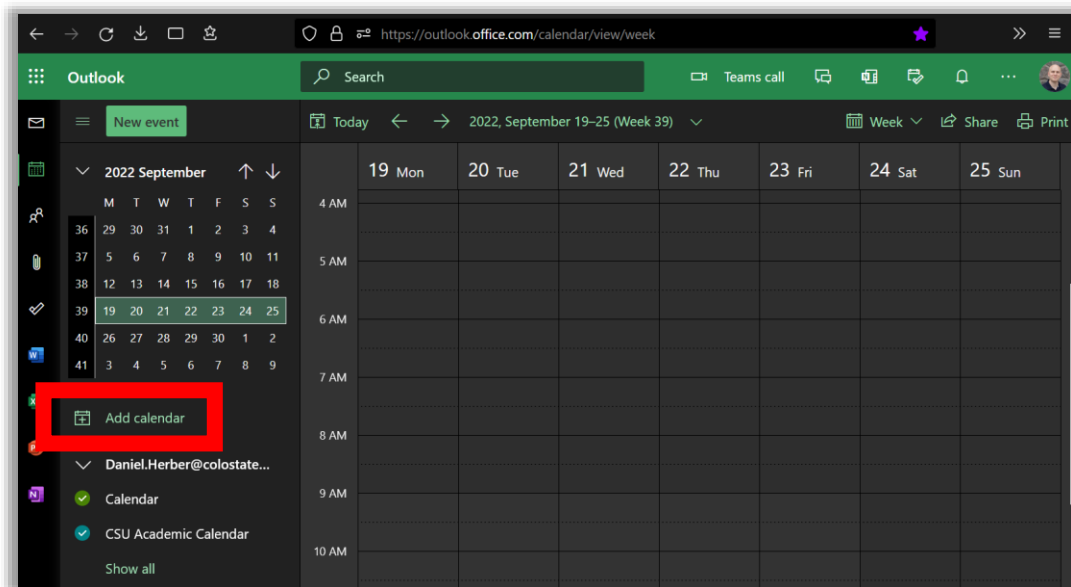 https://outlook.office.com/calendar/view/week
Outlook
Search
Teams call
New event
Today
2022, September 19–25 (Week 39)
Week
Share
Print
2022 September
M T W T F S S
36 29 30 31 1 2 3 4
37 5 6 7 8 9 10 11
38 12 13 14 15 16 17 18
39 19 20 21 22 23 24 25
40 26 27 28 29 30 1 2
41 3 4 5 6 7 8 9
Add calendar
Daniel.Herber@colostate...
Calendar
CSU Academic Calendar
Show all
19 Mon 20 Tue 21 Wed 22 Thu 23 Fri 24 Sat 25 Sun
4 AM
5 AM
6 AM
7 AM
8 AM
9 AM
10 AM
W
N